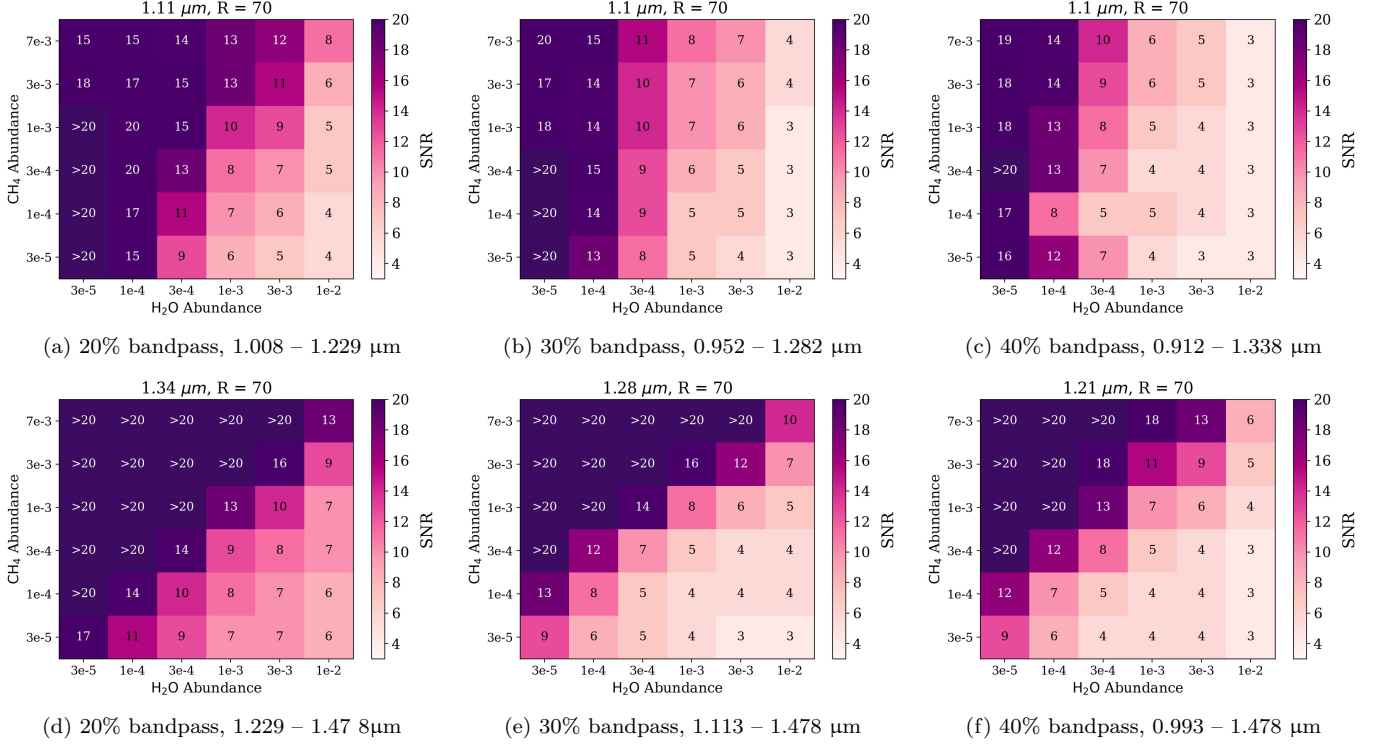 1.11 μm, R = 70
7e-3 15 15 14 13 12 8
3e-3 18 17 15 13 11 6
1e-3 >20 20 15 10 9 5
3e-4 >20 20 13 8 7 5
1e-4 >20 17 11 7 6 4
3e-5 >20 15 9 6 5 4
3e-5 1e-4 3e-4 1e-3 3e-3 1e-2
H₂O Abundance
CH₄ Abundance
20 18 16 14 12 10 8 6 4
SNR
(a) 20% bandpass, 1.008 – 1.229 μm
1.1 μm, R = 70
7e-3 20 15 11 8 7 4
3e-3 17 14 10 7 6 4
1e-3 18 14 10 7 6 3
3e-4 >20 15 9 6 5 3
1e-4 >20 14 9 5 5 3
3e-5 >20 13 8 5 4 3
3e-5 1e-4 3e-4 1e-3 3e-3 1e-2
H₂O Abundance
CH₄ Abundance
20 18 16 14 12 10 8 6 4
SNR
(b) 30% bandpass, 0.952 – 1.282 μm
1.1 μm, R = 70
7e-3 19 14 10 6 5 3
3e-3 18 14 9 6 5 3
1e-3 18 13 8 5 4 3
3e-4 >20 13 7 4 4 3
1e-4 17 8 5 5 4 3
3e-5 16 12 7 4 3 3
3e-5 1e-4 3e-4 1e-3 3e-3 1e-2
H₂O Abundance
CH₄ Abundance
20 18 16 14 12 10 8 6 4
SNR
(c) 40% bandpass, 0.912 – 1.338 μm
1.34 μm, R = 70
7e-3 >20 >20 >20 >20 >20 13
3e-3 >20 >20 >20 >20 16 9
1e-3 >20 >20 >20 13 10 7
3e-4 >20 >20 14 9 8 7
1e-4 >20 14 10 8 7 6
3e-5 17 11 9 7 7 6
3e-5 1e-4 3e-4 1e-3 3e-3 1e-2
H₂O Abundance
CH₄ Abundance
20 18 16 14 12 10 8 6 4
SNR
(d) 20% bandpass, 1.229 – 1.47 8μm
1.28 μm, R = 70
7e-3 >20 >20 >20 >20 >20 10
3e-3 >20 >20 >20 16 12 7
1e-3 >20 >20 14 8 6 5
3e-4 >20 12 7 5 4 4
1e-4 13 8 5 4 4 4
3e-5 9 6 5 4 3 3
3e-5 1e-4 3e-4 1e-3 3e-3 1e-2
H₂O Abundance
CH₄ Abundance
20 18 16 14 12 10 8 6 4
SNR
(e) 30% bandpass, 1.113 – 1.478 μm
1.21 μm, R = 70
7e-3 >20 >20 >20 18 13 6
3e-3 >20 >20 18 11 9 5
1e-3 >20 >20 13 7 6 4
3e-4 >20 12 8 5 4 3
1e-4 12 7 5 4 4 3
3e-5 9 6 4 4 4 3
3e-5 1e-4 3e-4 1e-3 3e-3 1e-2
H₂O Abundance
CH₄ Abundance
20 18 16 14 12 10 8 6 4
SNR
(f) 40% bandpass, 0.993 – 1.478 μm